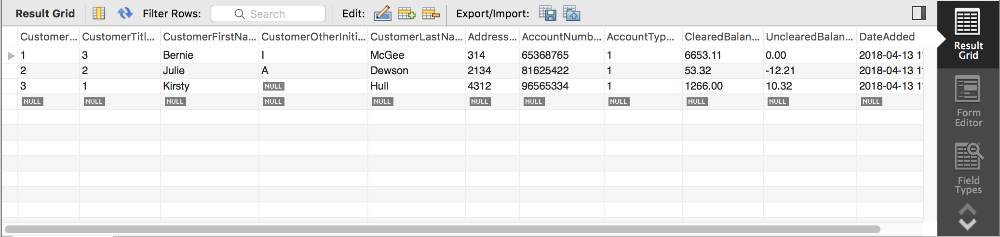 Result Grid Filter Rows: Search Edit: Export/Import:
Customer... CustomerTitl... CustomerFirstNa... CustomerOtherIniti... CustomerLastNa... Address... AccountNumb... AccountTyp... ClearedBalan... UnclearedBalan... DateAdded
1 3 Bernie I McGee 314 65368765 1 6653.11 0.00 2018-04-13 1
2 2 Julie A Dewson 2134 81625422 1 53.32 -12.21 2018-04-13 1
3 1 Kirsty NULL Hull 4312 96565334 1 1266.00 10.32 2018-04-13 1
NULL NULL NULL NULL NULL NULL NULL NULL NULL NULL NULL
Result
Grid
Form
Editor
Field
Types